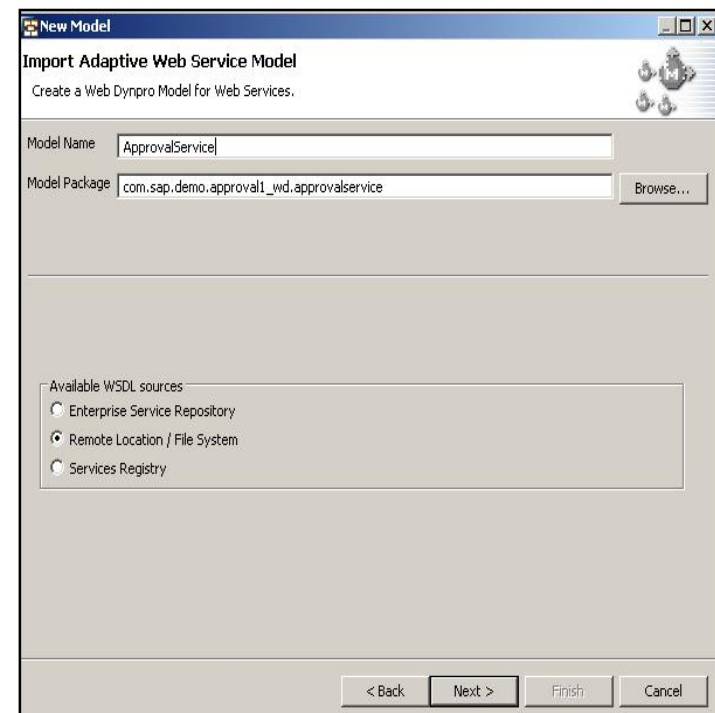 New Model
Import Adaptive Web Service Model
Create a Web Dynpro Model for Web Services.
M
Model Name ApprovalService
Model Package com.sap.demo.approval1_wd.approvalservice Browse...
Available WSDL sources
Enterprise Service Repository
Remote Location / File System
Services Registry
< Back Next > Finish Cancel